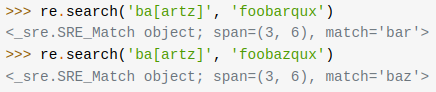 >>> re.search('ba[artz]', 'foobarqux')
<_sre.SRE_Match object; span=(3, 6), match='bar'>
>>> re.search('ba[artz]', 'foobazqux')
<_sre.SRE_Match object; span=(3, 6), match='baz'>